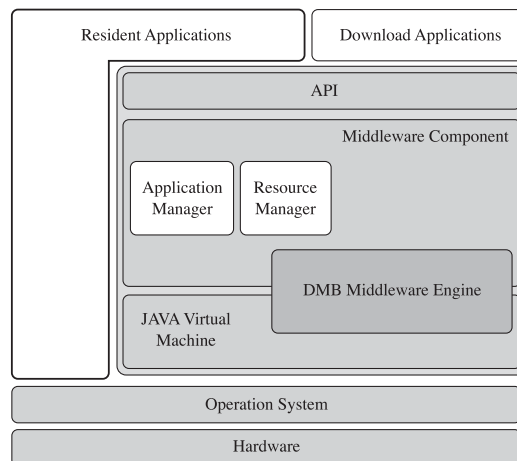 Resident Applications
Download Applications
API
Middleware Component
Application
Manager
Resource
Manager
DMB Middleware Engine
JAVA Virtual
Machine
Operation System
Hardware